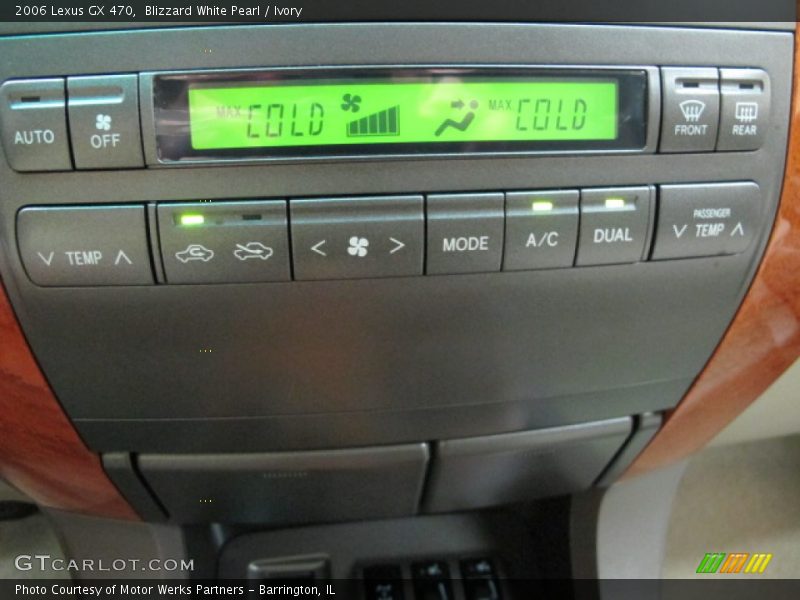 2006 Lexus GX 470, Blizzard White Pearl / Ivory
MAX COLD MAX COLD
AUTO OFF FRONT REAR
TEMP MODE A/C DUAL PASSENGER TEMP
GTCARLOT.COM
Photo Courtesy of Motor Werks Partners - Barrington, IL